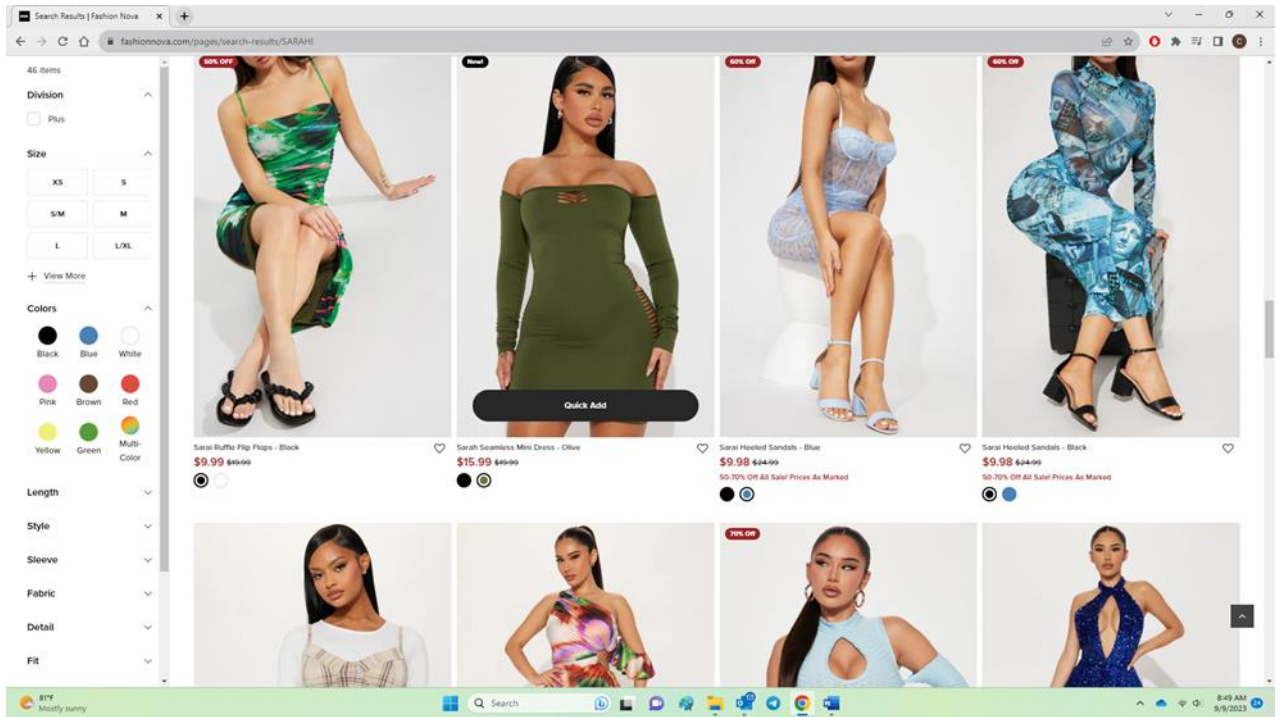 Search Results | Fashion Nova
fashionnova.com/pages/search-results/SARAHI
46 items
Division
Plus
Size
XS S
S/M M
L L/XL
+ View More
Colors
Black Blue White
Pink Brown Red
Yellow Green Multi-
Color
Length
Style
Sleeve
Fabric
Detail
Fit
50% OFF
New!
60% OFF
60% OFF
Quick Add
Sarai Ruffle Flip Flops - Black
$9.99 $19.99
Sarah Seamless Mini Dress - Olive
$15.99 $19.99
Sarai Heeled Sandals - Blue
$9.98 $24.99
50-70% Off All Sale! Prices As Marked
Sarai Heeled Sandals - Black
$9.98 $24.99
50-70% Off All Sale! Prices As Marked
70% Off
81°F
Mostly sunny
Search
8:49 AM
9/9/2023